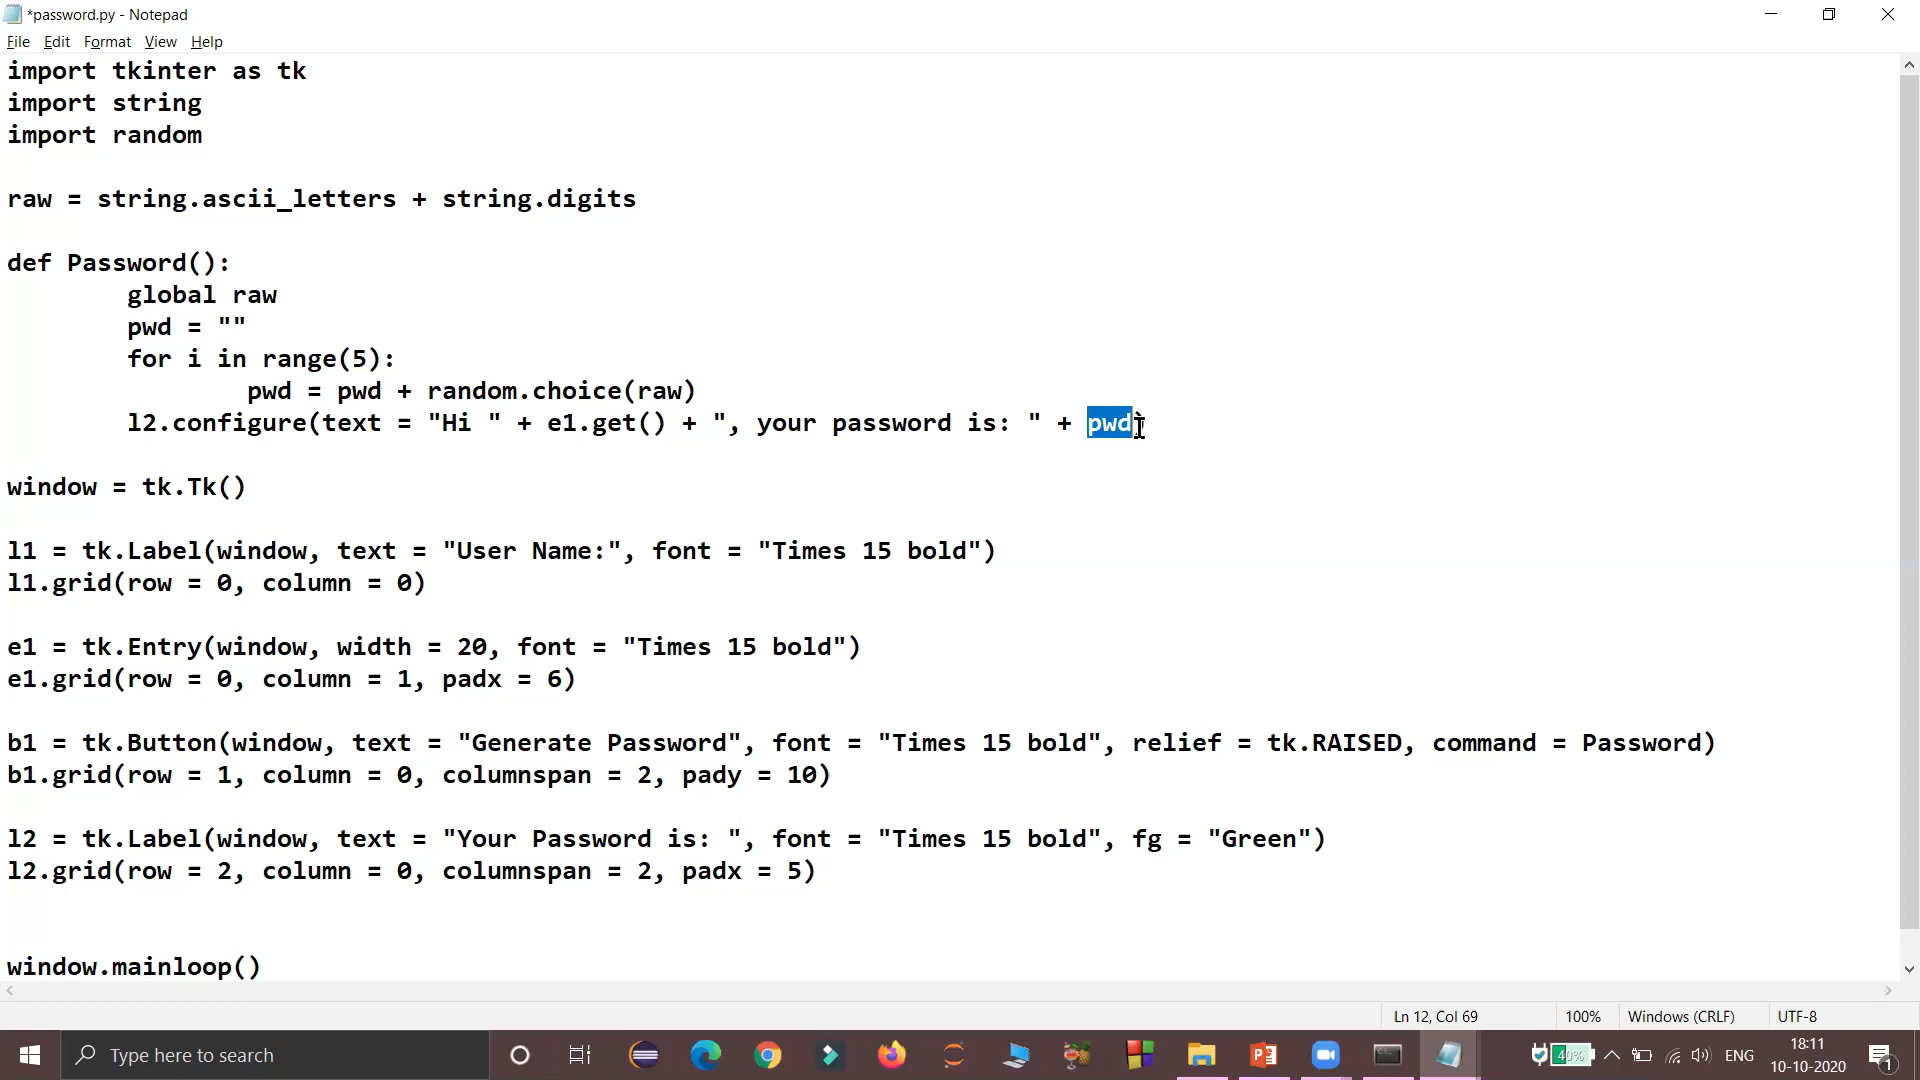 *password.py - Notepad
File Edit Format View Help
import tkinter as tk
import string
import random
raw = string.ascii_letters + string.digits
def Password():
global raw
pwd = ""
for i in range(5):
pwd = pwd + random.choice(raw)
l2.configure(text = "Hi " + e1.get() + ", your password is: " + pwd)
window = tk.Tk()
l1 = tk.Label(window, text = "User Name:", font = "Times 15 bold")
l1.grid(row = 0, column = 0)
e1 = tk.Entry(window, width = 20, font = "Times 15 bold")
e1.grid(row = 0, column = 1, padx = 6)
b1 = tk.Button(window, text = "Generate Password", font = "Times 15 bold", relief = tk.RAISED, command = Password)
b1.grid(row = 1, column = 0, columnspan = 2, pady = 10)
l2 = tk.Label(window, text = "Your Password is: ", font = "Times 15 bold", fg = "Green")
l2.grid(row = 2, column = 0, columnspan = 2, padx = 5)
window.mainloop()
Ln 12, Col 69 100% Windows (CRLF) UTF-8
Type here to search 40% ENG 18:11
10-10-2020 1